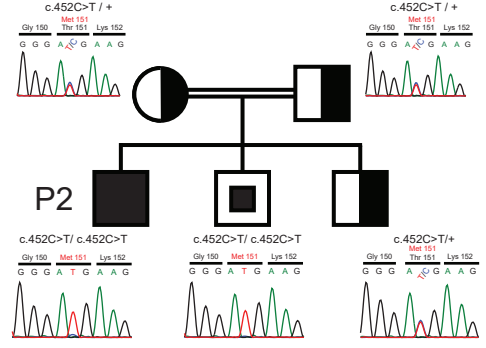 c.452C>T / +
Met 151
Gly 150 Thr 151 Lys 152
G G G A T/C G A A G
c.452C>T / +
Met 151
Gly 150 Thr 151 Lys 152
G G G A T/C G A A G
P2
c.452C>T/ c.452C>T
Gly 150 Met 151 Lys 152
G G G A T G A A G
c.452C>T/ c.452C>T
Gly 150 Met 151 Lys 152
G G G A T G A A G
c.452C>T/+
Met 151
Gly 150 Thr 151 Lys 152
G G G A T/C G A A G